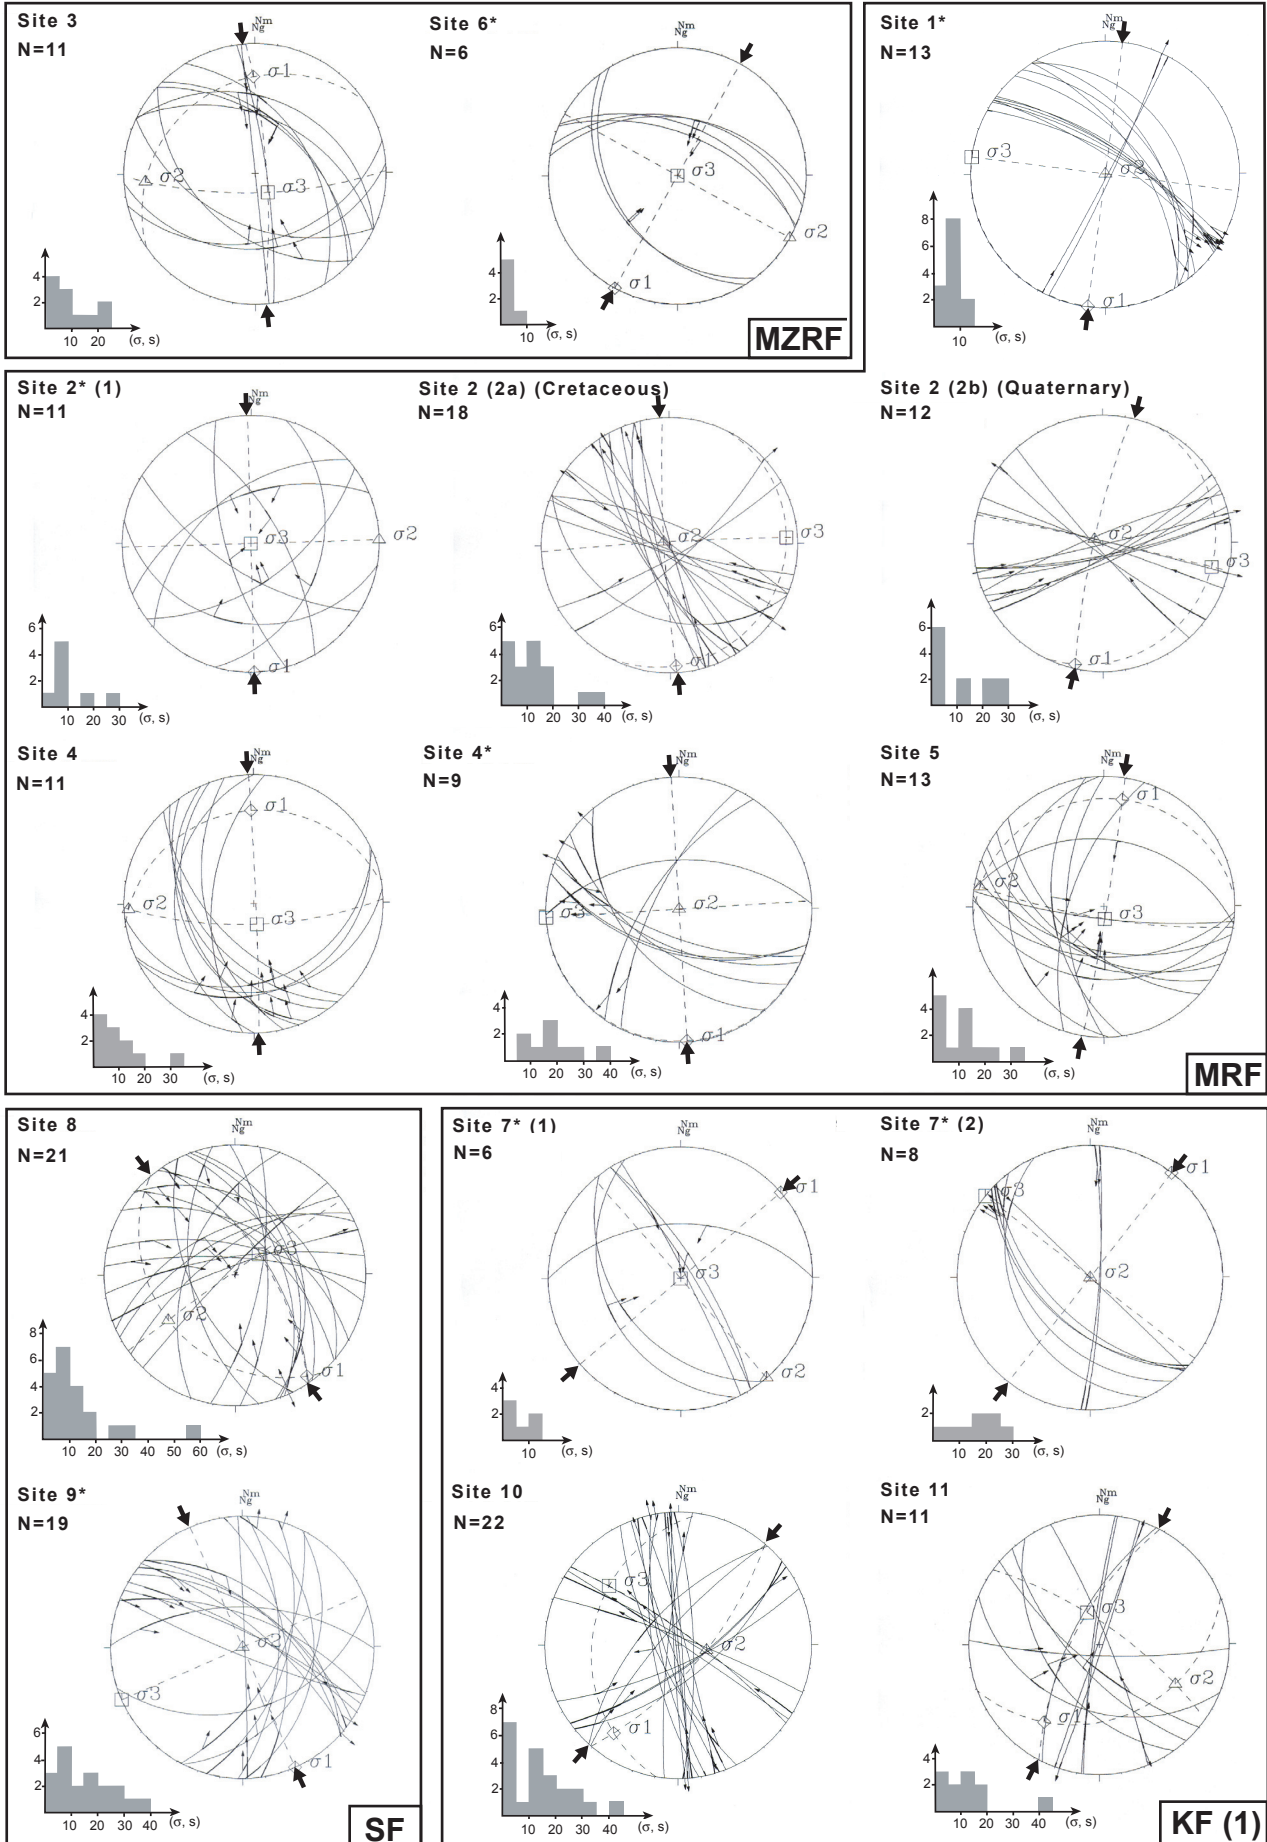 Site 3
N=11
Nm
Ng
σ1
σ2
σ3
4
2
10 20 (σ, s)
Site 6*
N=6
Nm
Ng
σ3
σ2
σ1
4
2
10 (σ, s)
MZRF
Site 1*
N=13
Nm
Ng
σ3
σ3
σ1
8
6
4
2
10 (σ, s)
Site 2* (1)
N=11
Nm
Ng
σ3
σ2
σ1
6
4
2
10 20 30 (σ, s)
Site 2 (2a) (Cretaceous)
N=18
Nm
Ng
σ2
σ3
σ1
6
4
2
10 20 30 40 (σ, s)
Site 2 (2b) (Quaternary)
N=12
Nm
Ng
σ2
σ3
σ1
6
4
2
10 20 30 (σ, s)
Site 4
N=11
Nm
Ng
σ1
σ2
σ3
4
2
10 20 30 (σ, s)
Site 4*
N=9
Nm
Ng
σ3
σ2
σ1
4
2
10 20 30 40 (σ, s)
Site 5
N=13
Nm
Ng
σ1
σ2
σ3
4
2
10 20 30 (σ, s)
MRF
Site 8
N=21
Nm
Ng
σ3
σ2
σ1
8
6
4
2
10 20 30 40 50 60 (σ, s)
Site 9*
N=19
Nm
Ng
σ2
σ3
σ1
6
4
2
10 20 30 40 (σ, s)
SF
Site 7* (1)
N=6
Nm
Ng
σ1
σ3
σ2
4
2
10 (σ, s)
Site 7* (2)
N=8
Nm
Ng
σ1
σ3
σ2
2
10 20 30 (σ, s)
Site 10
N=22
Nm
Ng
σ3
σ2
σ1
8
6
4
2
10 20 30 40 (σ, s)
Site 11
N=11
Nm
Ng
σ3
σ2
σ1
4
2
10 20 30 40 (σ, s)
KF (1)